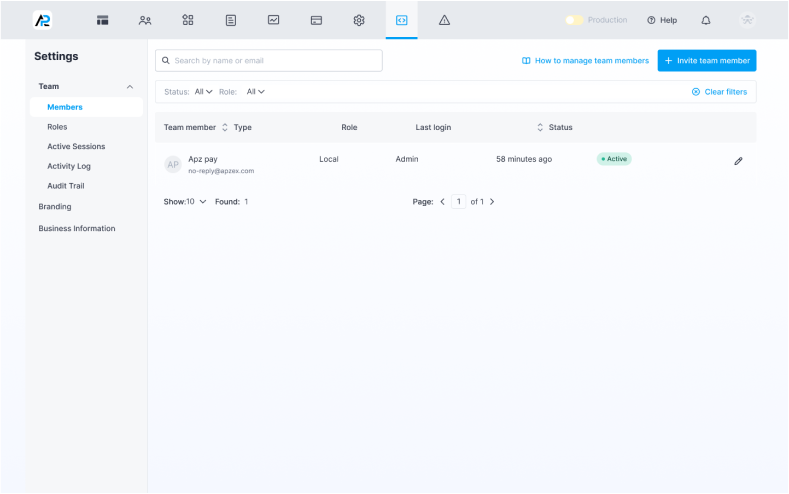 Production
Help
Settings
Team
Members
Roles
Active Sessions
Activity Log
Audit Trail
Branding
Business Information
Search by name or email
How to manage team members
+ Invite team member
Status: All Role: All
Clear filters
Team member Type Role Last login Status
AP Apz pay Local Admin 58 minutes ago Active
no-reply@apzex.com
Show:10 Found: 1 Page: < 1 of 1 >